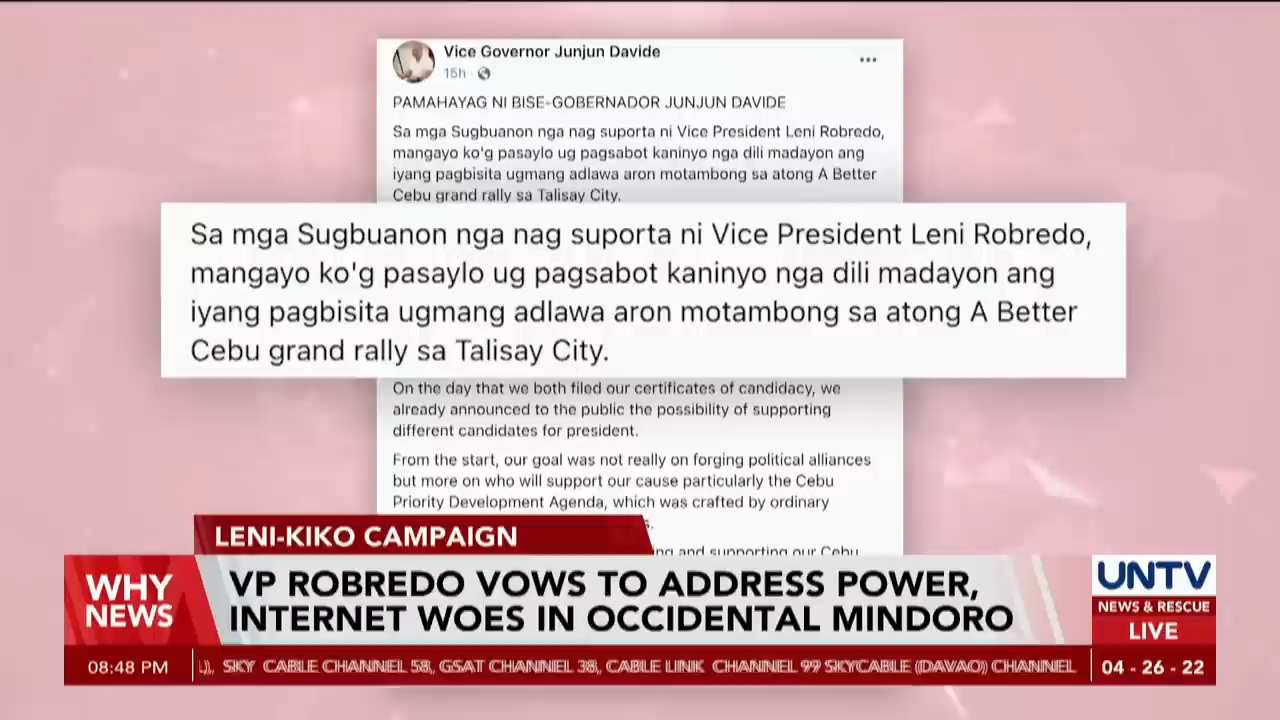 Vice Governor Junjun Davide
15h
PAMAHAYAG NI BISE-GOBERNADOR JUNJUN DAVIDE
Sa mga Sugbuanon nga nag suporta ni Vice President Leni Robredo,
mangayo ko'g pasaylo ug pagsabot kaninyo nga dili madayon ang
iyang pagbisita ugmang adlawa aron motambong sa atong A Better
Cebu grand rally sa Talisay City.
Sa mga Sugbuanon nga nag suporta ni Vice President Leni Robredo,
mangayo ko'g pasaylo ug pagsabot kaninyo nga dili madayon ang
iyang pagbisita ugmang adlawa aron motambong sa atong A Better
Cebu grand rally sa Talisay City.
On the day that we both filed our certificates of candidacy, we
already announced to the public the possibility of supporting
different candidates for president.
From the start, our goal was not really on forging political alliances
but more on who will support our cause particularly the Cebu
Priority Development Agenda, which was crafted by ordinary
and supporting our Cebu
LENI-KIKO CAMPAIGN
WHY
NEWS
VP ROBREDO VOWS TO ADDRESS POWER,
INTERNET WOES IN OCCIDENTAL MINDORO
UNTV
NEWS & RESCUE
LIVE
08:48 PM
SKY CABLE CHANNEL 58, GSAT CHANNEL 38, CABLE LINK CHANNEL 99 SKYCABLE (DAVAO) CHANNEL
04 - 26 - 22